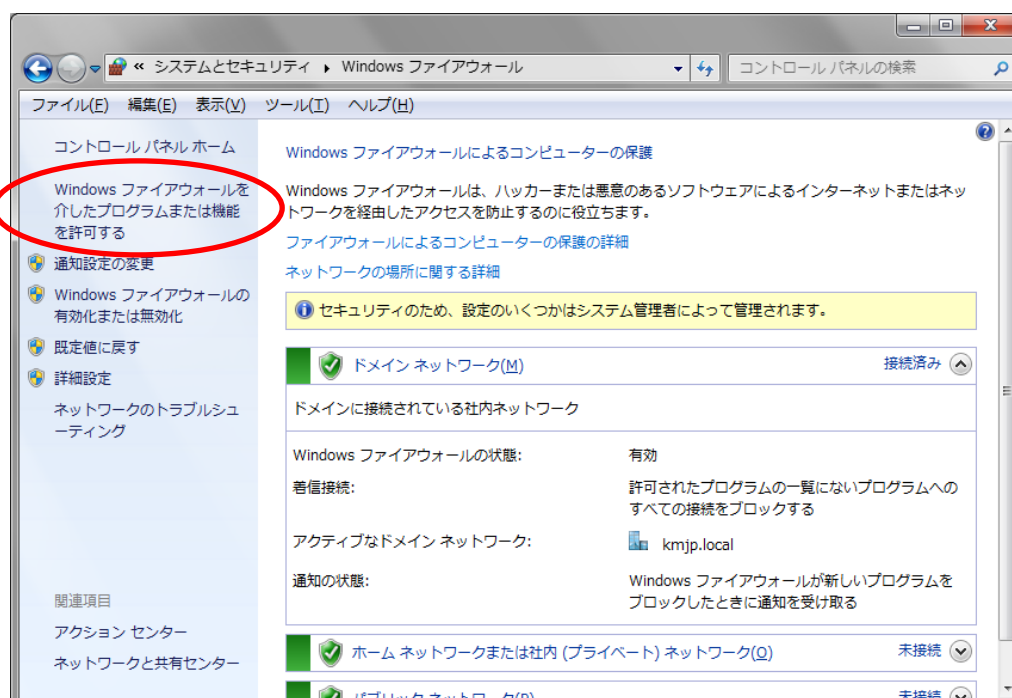 « システムとセキュリティ ▸ Windows ファイアウォール
コントロール パネルの検索
ファイル(F) 編集(E) 表示(V) ツール(T) ヘルプ(H)
コントロール パネル ホーム
Windows ファイアウォールを
介したプログラムまたは機能
を許可する
通知設定の変更
Windows ファイアウォールの
有効化または無効化
既定値に戻す
詳細設定
ネットワークのトラブルシュ
ーティング
関連項目
アクション センター
ネットワークと共有センター
Windows ファイアウォールによるコンピューターの保護
Windows ファイアウォールは、ハッカーまたは悪意のあるソフトウェアによるインターネットまたはネッ
トワークを経由したアクセスを防止するのに役立ちます。
ファイアウォールによるコンピューターの保護の詳細
ネットワークの場所に関する詳細
セキュリティのため、設定のいくつかはシステム管理者によって管理されます。
ドメイン ネットワーク(M) 接続済み
ドメインに接続されている社内ネットワーク
Windows ファイアウォールの状態: 有効
着信接続: 許可されたプログラムの一覧にないプログラムへの
すべての接続をブロックする
アクティブなドメイン ネットワーク: kmjp.local
通知の状態: Windows ファイアウォールが新しいプログラムを
ブロックしたときに通知を受け取る
ホーム ネットワークまたは社内 (プライベート) ネットワーク(O) 未接続
パブリック ネットワーク(P) 未接続